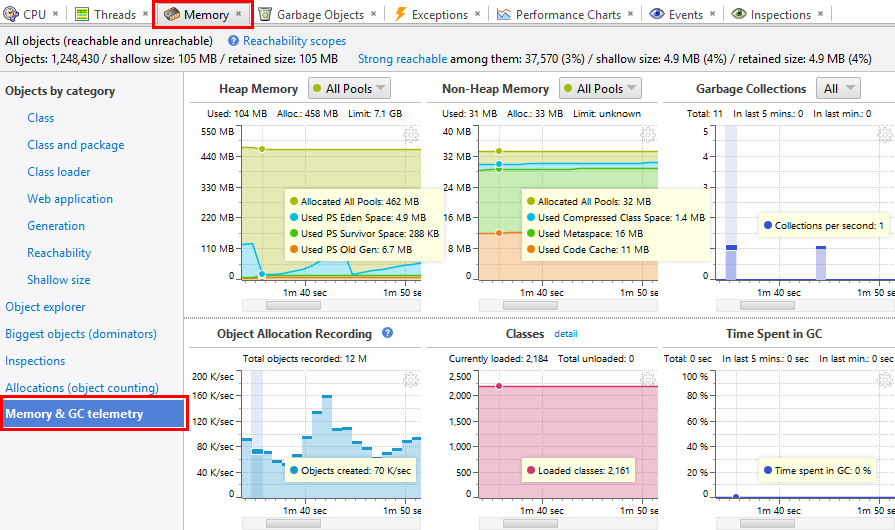 CPU Threads Memory Garbage Objects Exceptions Performance Charts Events Inspections
All objects (reachable and unreachable) Reachability scopes
Objects: 1,248,430 / shallow size: 105 MB / retained size: 105 MB Strong reachable among them: 37,570 (3%) / shallow size: 4.9 MB (4%) / retained size: 4.9 MB (4%)
Objects by category
Class
Class and package
Class loader
Web application
Generation
Reachability
Shallow size
Object explorer
Biggest objects (dominators)
Inspections
Allocations (object counting)
Memory & GC telemetry
Heap Memory All Pools
Used: 104 MB Alloc.: 458 MB Limit: 7.1 GB
550 MB
440 MB
330 MB
220 MB
110 MB
0
Allocated All Pools: 462 MB
Used PS Eden Space: 4.9 MB
Used PS Survivor Space: 288 KB
Used PS Old Gen: 6.7 MB
1m 40 sec 1m 50 se
Non-Heap Memory All Pools
Used: 31 MB Alloc.: 33 MB Limit: unknown
40 MB
32 MB
24 MB
16 MB
8 MB
0
Allocated All Pools: 32 MB
Used Compressed Class Space: 1.4 MB
Used Metaspace: 16 MB
Used Code Cache: 11 MB
1m 40 sec 1m 50 se
Garbage Collections All
Total: 11 In last 5 mins.: 0 In last mins.: 0
5
4
3
2
1
0
Collections per second: 1
1m 40 sec 1m 50 se
Object Allocation Recording
Total objects recorded: 12 M
200 K/sec
160 K/sec
120 K/sec
80 K/sec
40 K/sec
0
Objects created: 70 K/sec
1m 40 sec 1m 50 se
Classes detail
Currently loaded: 2,184 Total unloaded: 0
2,500
2,000
1,500
1,000
500
0
Loaded classes: 2,161
1m 40 sec 1m 50 se
Time Spent in GC
Total: 0 sec In last 5 mins.: 0 sec In last mins.: 0 sec
100 %
80 %
60 %
40 %
20 %
0
Time spent in GC: 0 %
1m 40 sec 1m 50 se